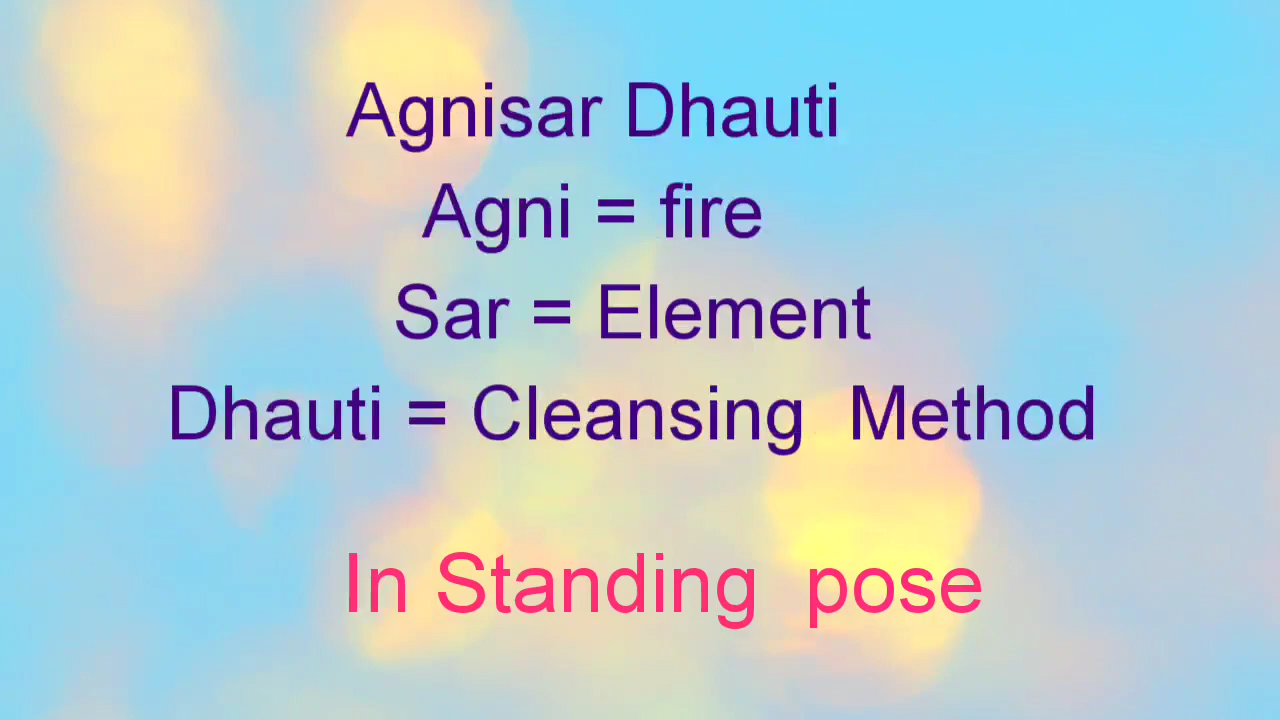 Agnisar Dhauti
Agni = fire
Sar = Element
Dhauti = Cleansing Method
In Standing pose